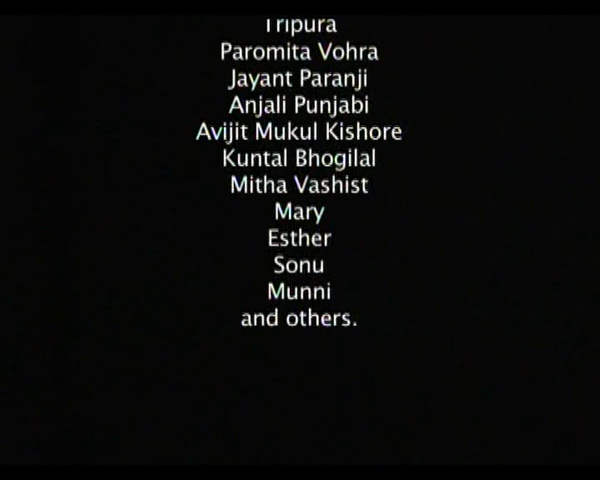 Tripura
Paromita Vohra
Jayant Paranji
Anjali Punjabi
Avijit Mukul Kishore
Kuntal Bhogilal
Mitha Vashist
Mary
Esther
Sonu
Munni
and others.